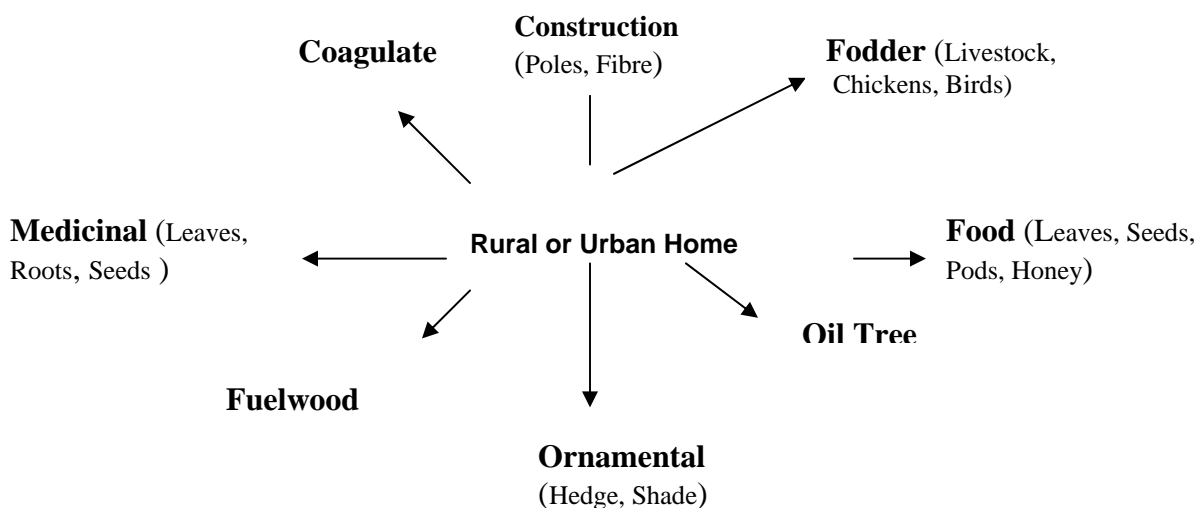 Construction
(Poles, Fibre)
Coagulate
Fodder (Livestock,
Chickens, Birds)
Medicinal (Leaves,
Roots, Seeds )
Rural or Urban Home
Food (Leaves, Seeds,
Pods, Honey)
Oil Tree
Fuelwood
Ornamental
(Hedge, Shade)